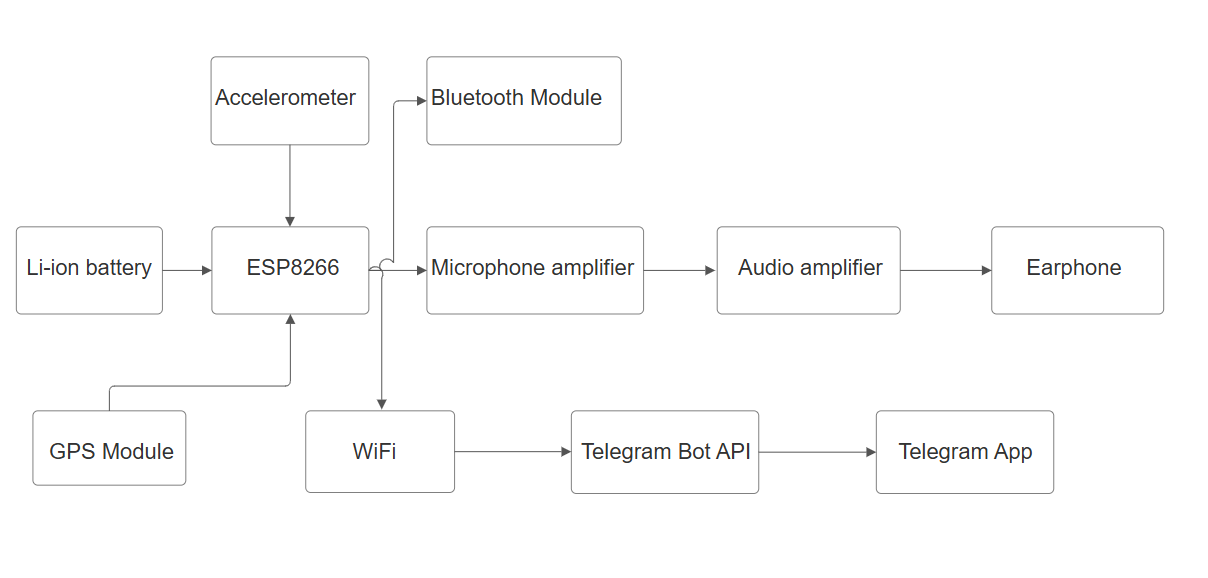 Accelerometer
Bluetooth Module
Li-ion battery
ESP8266
Microphone amplifier
Audio amplifier
Earphone
GPS Module
WiFi
Telegram Bot API
Telegram App